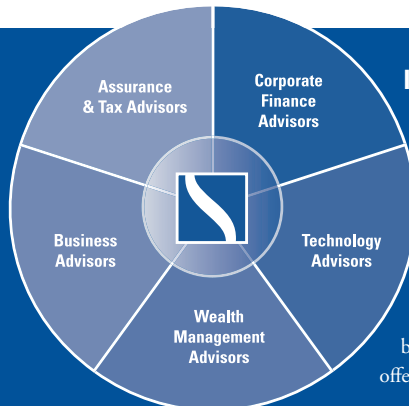 Assurance
& Tax Advisors
Corporate
Finance
Advisors
Business
Advisors
Technology
Advisors
Wealth
Management
Advisors